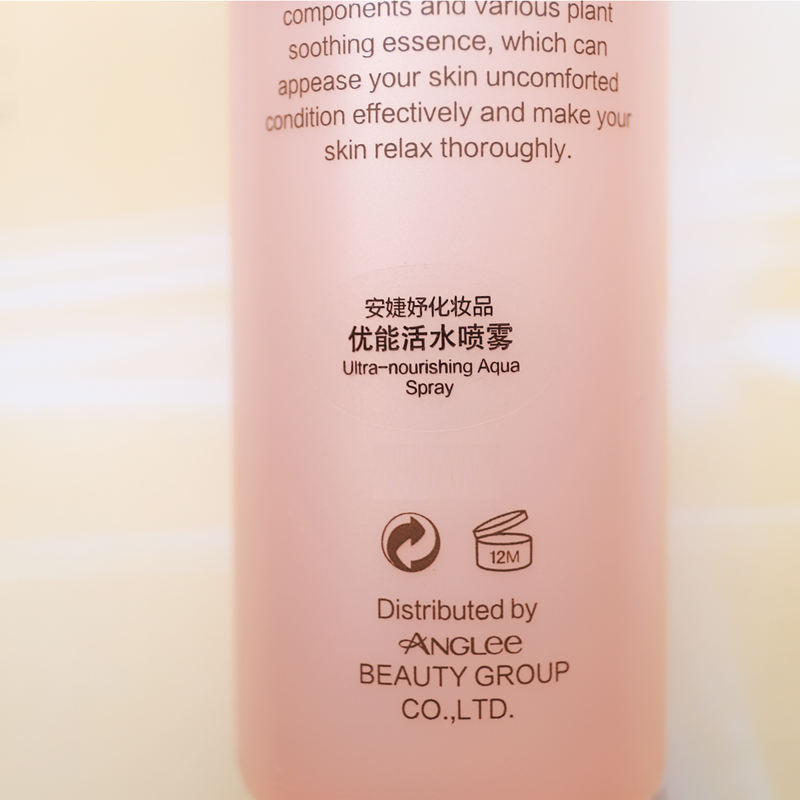 components and various plant
soothing essence, which can
appease your skin uncomforted
condition effectively and make your
skin relax thoroughly.
安婕妤化妆品
优能活水喷雾
Ultra-nourishing Aqua
Spray
12M
Distributed by
ANGLee
BEAUTY GROUP
CO.,LTD.